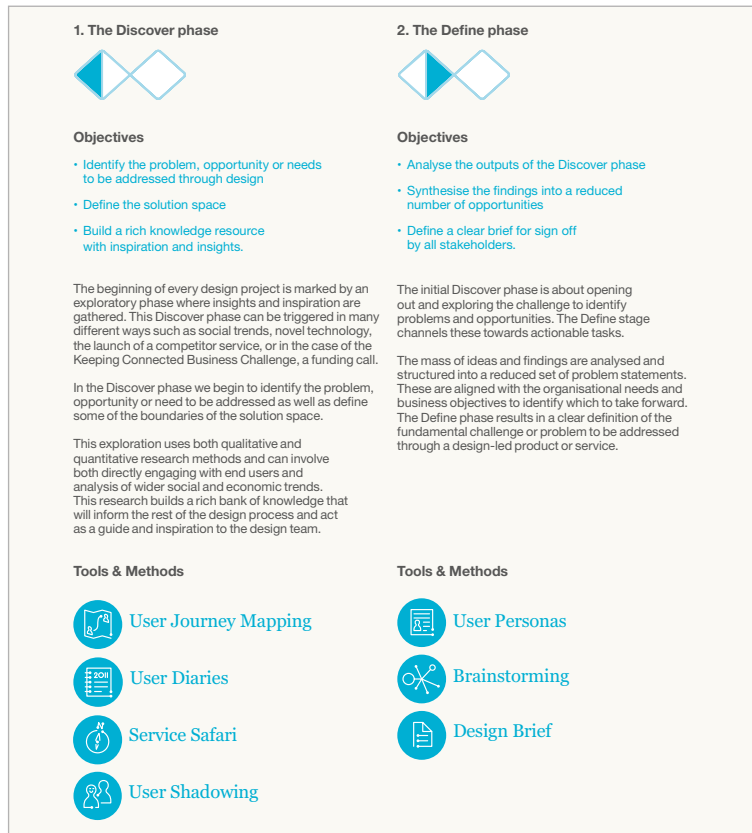 1. The Discover phase
Objectives
• Identify the problem, opportunity or needs
to be addressed through design
• Define the solution space
• Build a rich knowledge resource
with inspiration and insights.
The beginning of every design project is marked by an
exploratory phase where insights and inspiration are
gathered. This Discover phase can be triggered in many
different ways such as social trends, novel technology,
the launch of a competitor service, or in the case of the
Keeping Connected Business Challenge, a funding call.
In the Discover phase we begin to identify the problem,
opportunity or need to be addressed as well as define
some of the boundaries of the solution space.
This exploration uses both qualitative and
quantitative research methods and can involve
both directly engaging with end users and
analysis of wider social and economic trends.
This research builds a rich bank of knowledge that
will inform the rest of the design process and act
as a guide and inspiration to the design team.
Tools & Methods
User Journey Mapping
2011
User Diaries
N
Service Safari
User Shadowing
2. The Define phase
Objectives
• Analyse the outputs of the Discover phase
• Synthesise the findings into a reduced
number of opportunities
• Define a clear brief for sign off
by all stakeholders.
The initial Discover phase is about opening
out and exploring the challenge to identify
problems and opportunities. The Define stage
channels these towards actionable tasks.
The mass of ideas and findings are analysed and
structured into a reduced set of problem statements.
These are aligned with the organisational needs and
business objectives to identify which to take forward.
The Define phase results in a clear definition of the
fundamental challenge or problem to be addressed
through a design-led product or service.
Tools & Methods
User Personas
Brainstorming
Design Brief